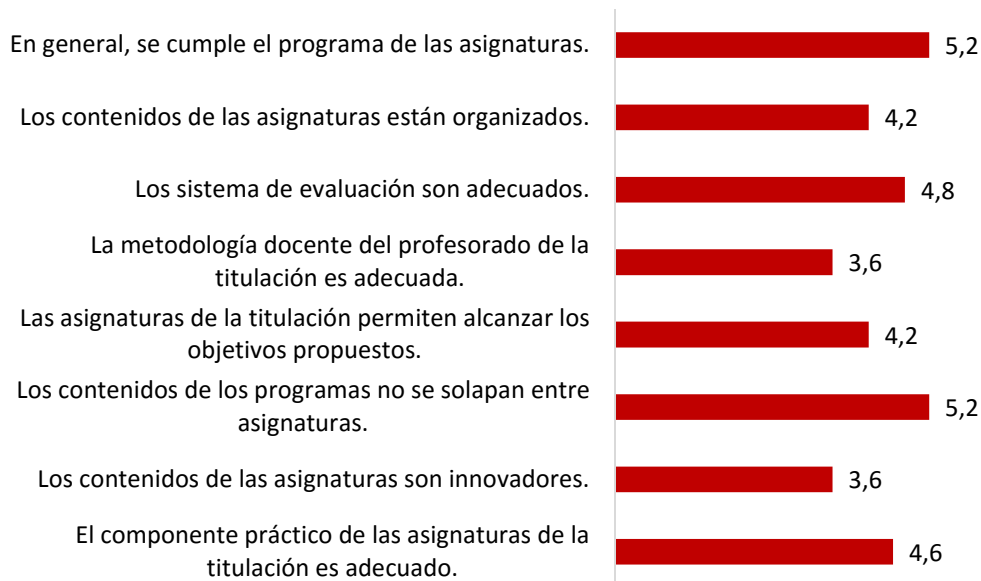 En general, se cumple el programa de las asignaturas.
5,2
Los contenidos de las asignaturas están organizados.
4,2
Los sistema de evaluación son adecuados.
4,8
La metodología docente del profesorado de la
titulación es adecuada.
3,6
Las asignaturas de la titulación permiten alcanzar los
objetivos propuestos.
4,2
Los contenidos de los programas no se solapan entre
asignaturas.
5,2
Los contenidos de las asignaturas son innovadores.
3,6
El componente práctico de las asignaturas de la
titulación es adecuado.
4,6